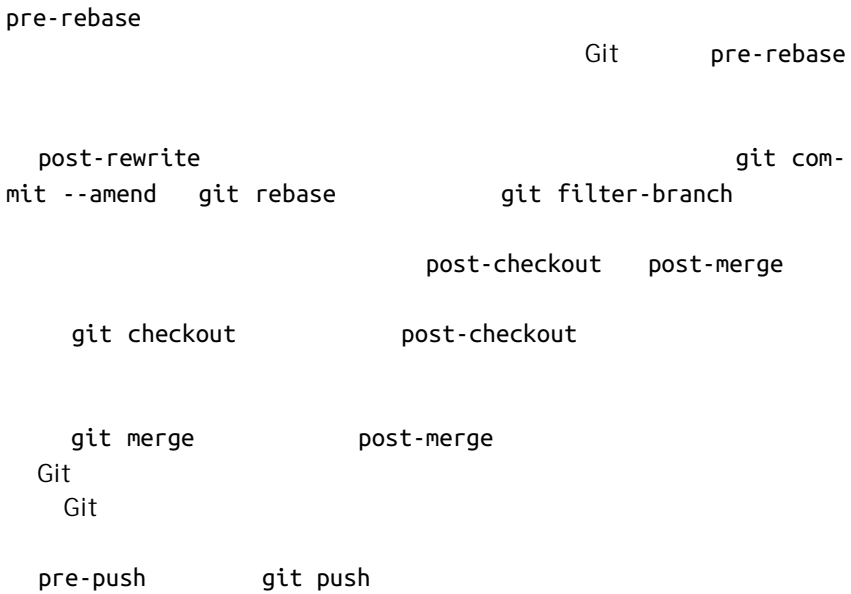 pre-rebase
Git pre-rebase
post-rewrite git com-
mit --amend git rebase git filter-branch
post-checkout post-merge
git checkout post-checkout
git merge post-merge
Git
Git
pre-push git push